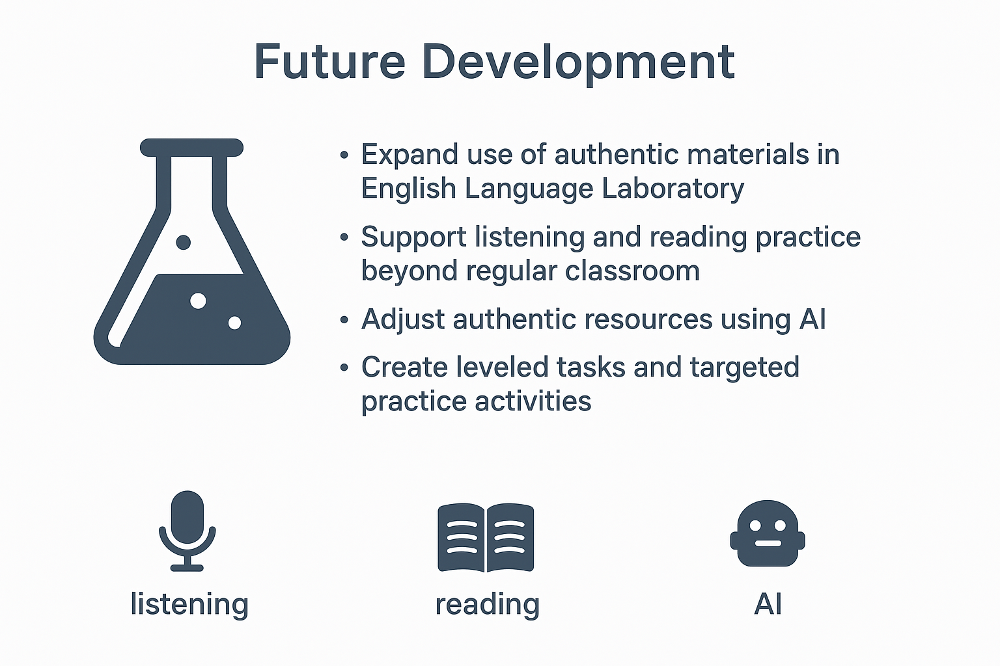 Future Development
• Expand use of authentic materials in
English Language Laboratory
• Support listening and reading practice
beyond regular classroom
• Adjust authentic resources using AI
• Create leveled tasks and targeted
practice activities
listening
reading
AI